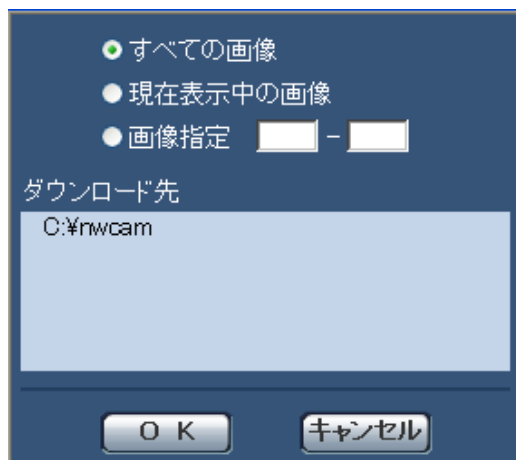 すべての画像
現在表示中の画像
画像指定 −
ダウンロード先
C:¥nwcam
OK キャンセル